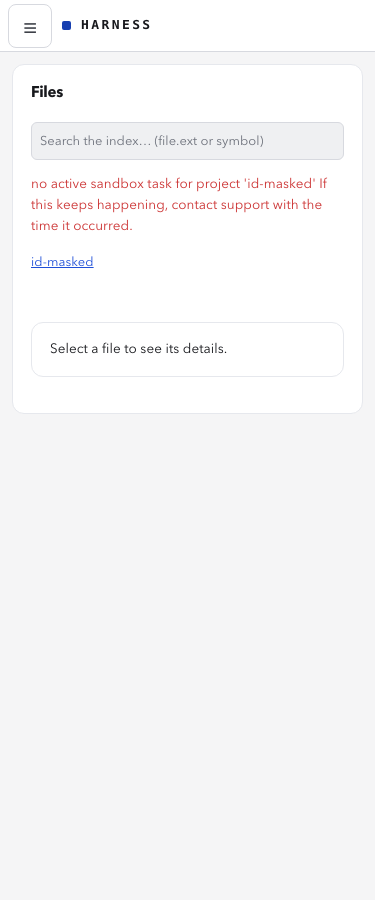 HARNESS
Files
Search the index... (file.ext or symbol)
no active sandbox task for project 'id-masked' If
this keeps happening, contact support with the
time it occurred.
id-masked
Select a file to see its details.